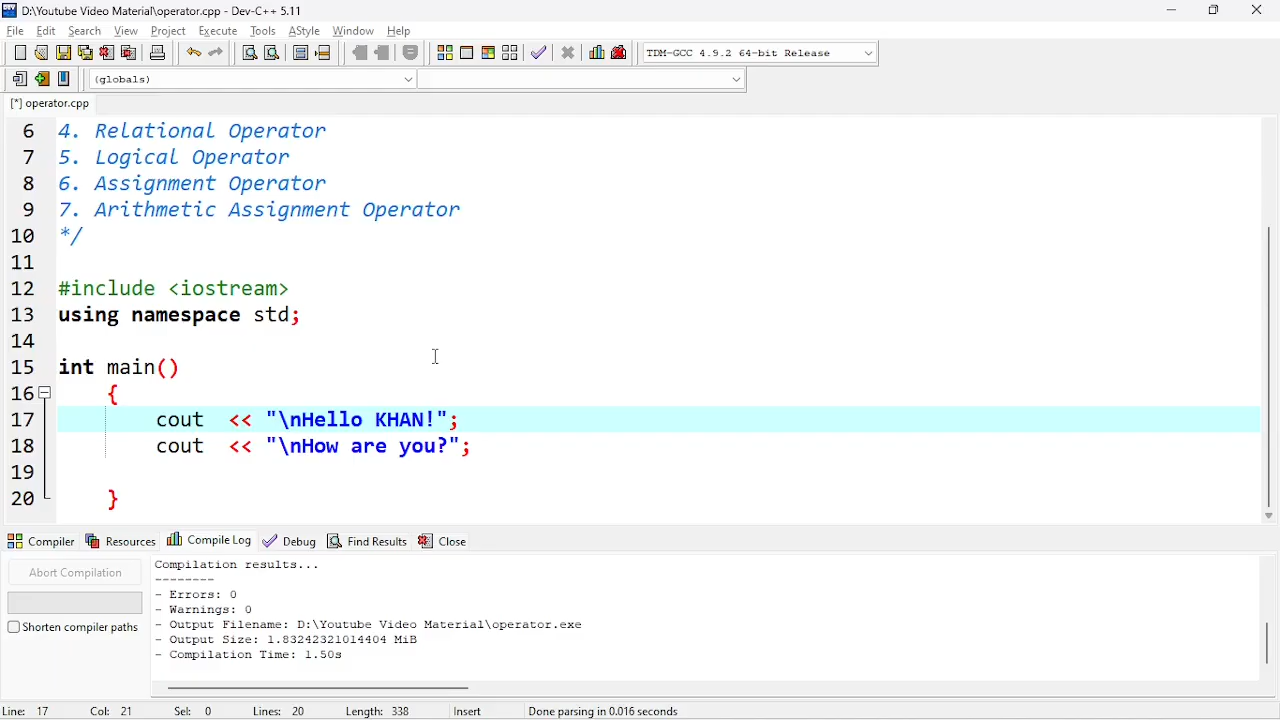 D:\Youtube Video Material\operator.cpp - Dev-C++ 5.11
File Edit Search View Project Execute Tools AStyle Window Help
TDM-GCC 4.9.2 64-bit Release
(globals)
[*] operator.cpp
6 4. Relational Operator
7 5. Logical Operator
8 6. Assignment Operator
9 7. Arithmetic Assignment Operator
10 */
11
12 #include <iostream>
13 using namespace std;
14
15 int main()
16 {
17 cout << "\nHello KHAN!";
18 cout << "\nHow are you?";
19
20 }
Compiler Resources Compile Log Debug Find Results Close
Abort Compilation
Shorten compiler paths
Compilation results...
--------
- Errors: 0
- Warnings: 0
- Output Filename: D:\Youtube Video Material\operator.exe
- Output Size: 1.83242321014404 MiB
- Compilation Time: 1.50s
Line: 17 Col: 21 Sel: 0 Lines: 20 Length: 338 Insert Done parsing in 0.016 seconds